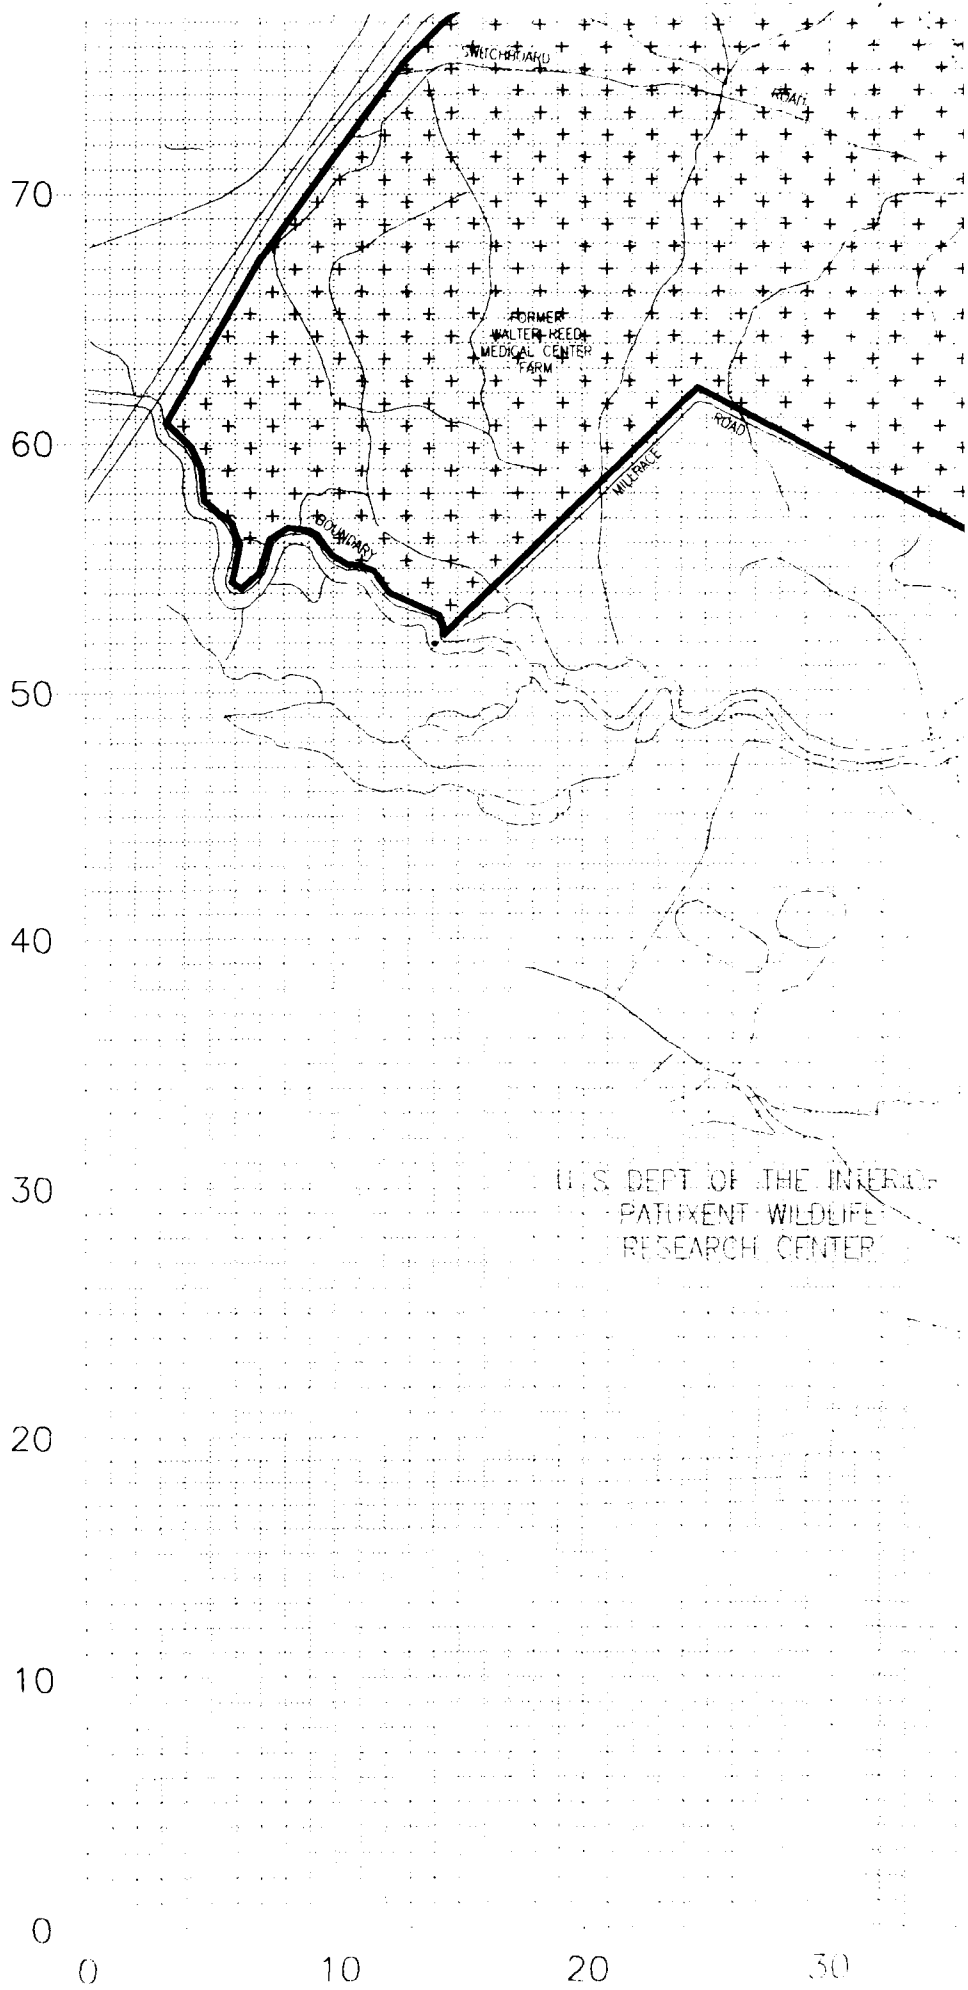 SWITCHBOARD
ROAD
70
FORMER
WALTER REED
MEDICAL CENTER
FARM
60
ROAD
MILLRACE
BOUNDARY
50
40
30
U S DEPT OF THE INTERIOR
PATUXENT WILDLIFE
RESEARCH CENTER
20
10
0
0 10 20 30